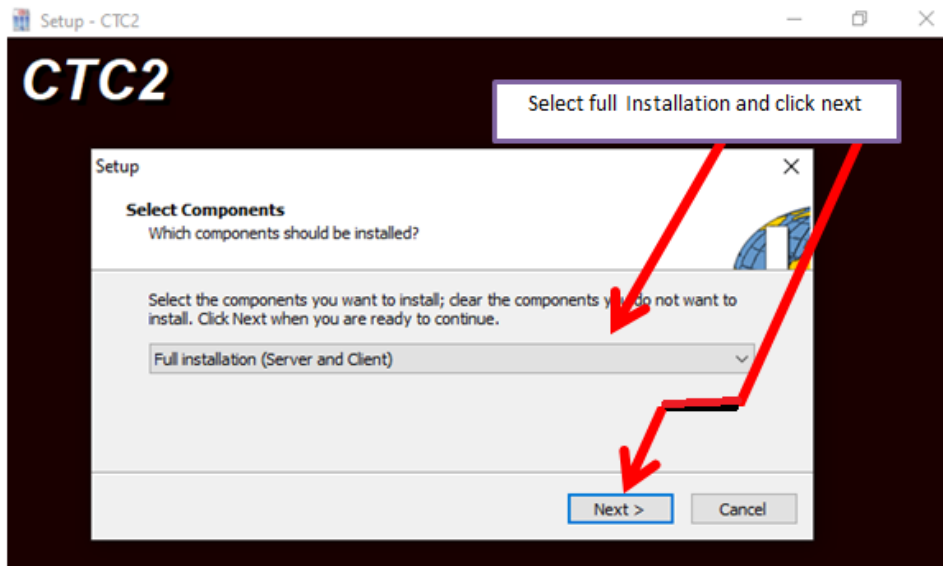 Setup - CTC2
CTC2
Select full Installation and click next
Setup
Select Components
Which components should be installed?
Select the components you want to install; clear the components you do not want to
install. Click Next when you are ready to continue.
Full installation (Server and Client)
Next >
Cancel